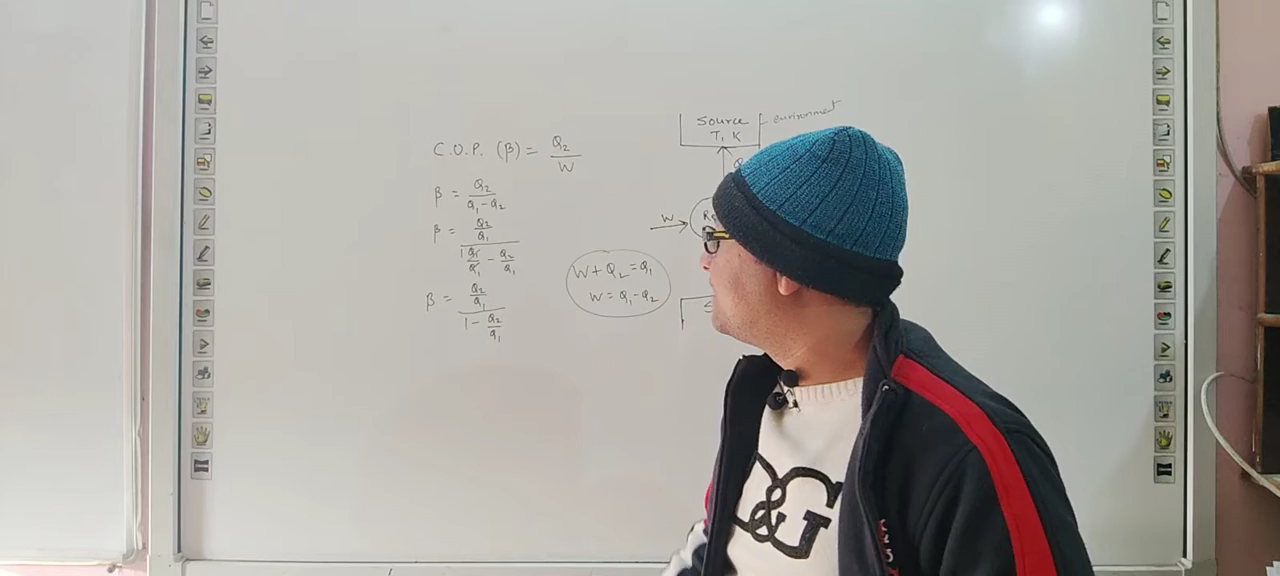 C.O.P. (β) = Q₂/W
β = Q₂/(Q₁-Q₂)
β = (Q₂/Q₁)/(Q₁/Q₁ - Q₂/Q₁)
β = (Q₂/Q₁)/(1 - Q₂/Q₁)
W + Q₂ = Q₁
W = Q₁-Q₂
Source
T₁ K
environment
W
D&G